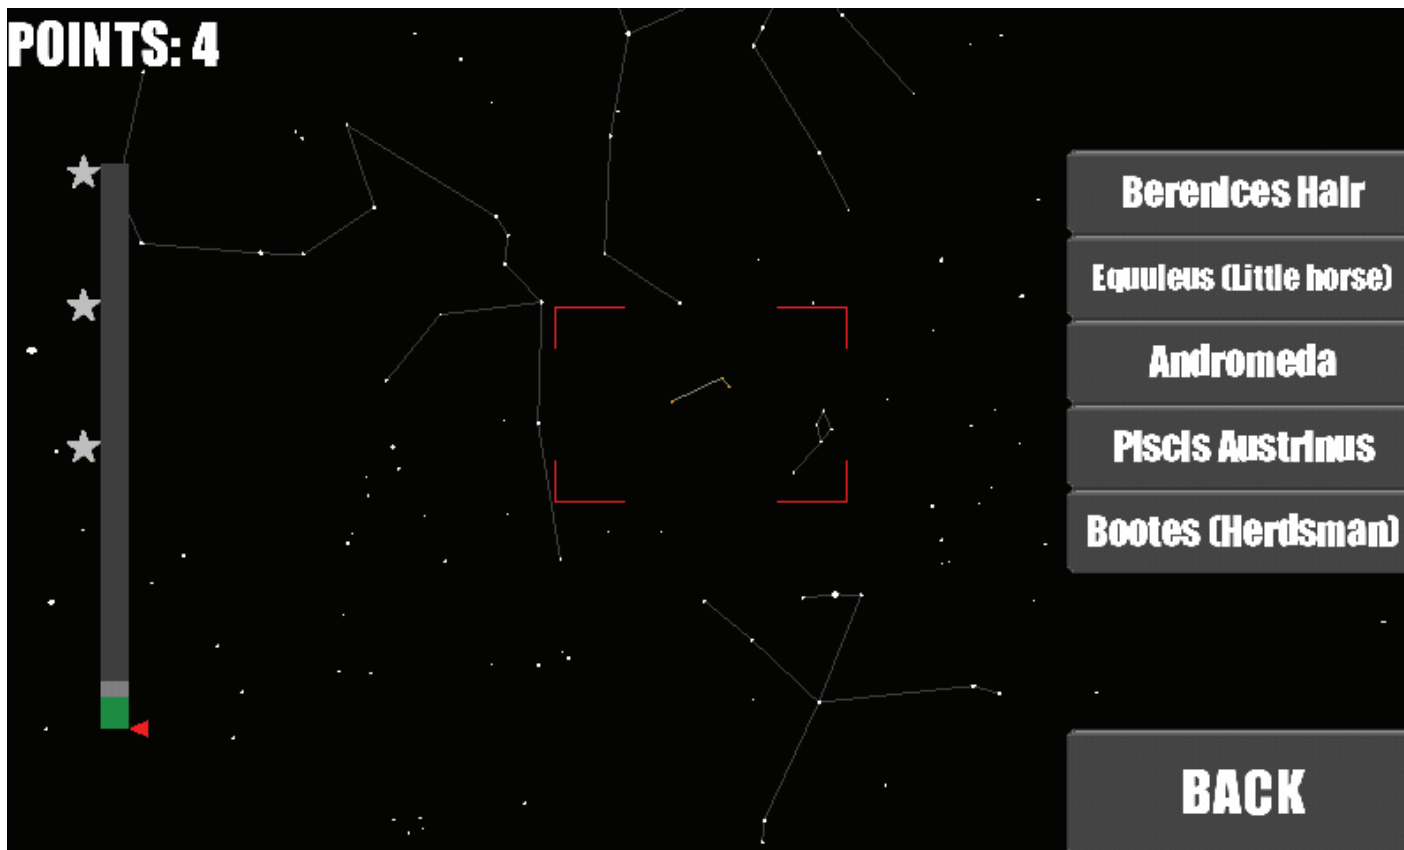 POINTS: 4
Berenices Hair
Equuleus (Little horse)
Andromeda
Piscis Austrinus
Bootes (Herdsman)
BACK